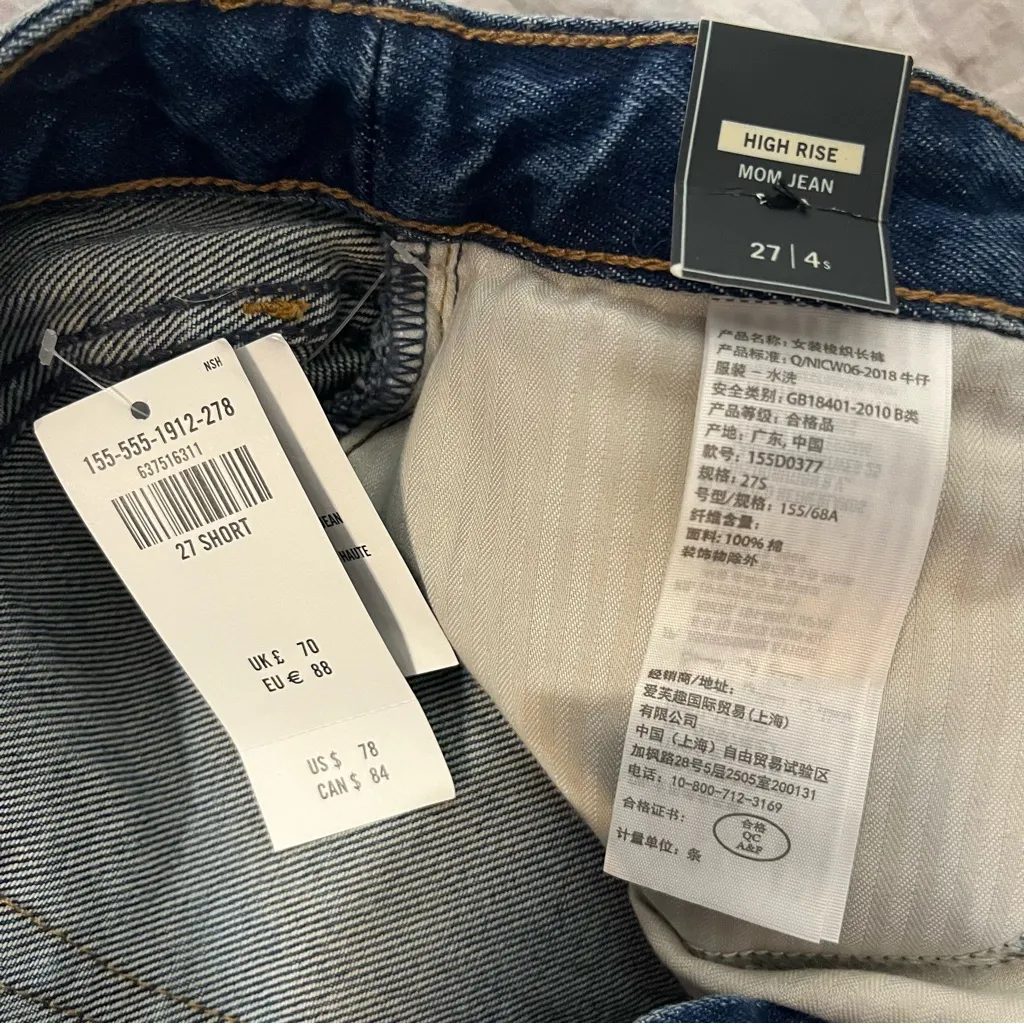 HIGH RISE
MOM JEAN
27 | 4s
NSH
155-555-1912-278
637516311
27 SHORT
UK £ 70
EU € 88
US $ 78
CAN $ 84
EAN
HAUTE
产品名称: 女装梭织长裤
产品标准: Q/NICW06-2018 牛仔
服装 - 水洗
安全类别: GB18401-2010 B类
产品等级: 合格品
产地: 广东, 中国
款号: 155D0377
规格: 27S
号型/规格: 155/68A
纤维含量:
面料: 100% 棉
装饰物除外
经销商/地址:
爱芙趣国际贸易(上海)
有限公司
中国 (上海) 自由贸易试验区
加枫路28号5层2505室200131
电话: 10-800-712-3169
合格证书:
合格
QC
A&F
计量单位: 条